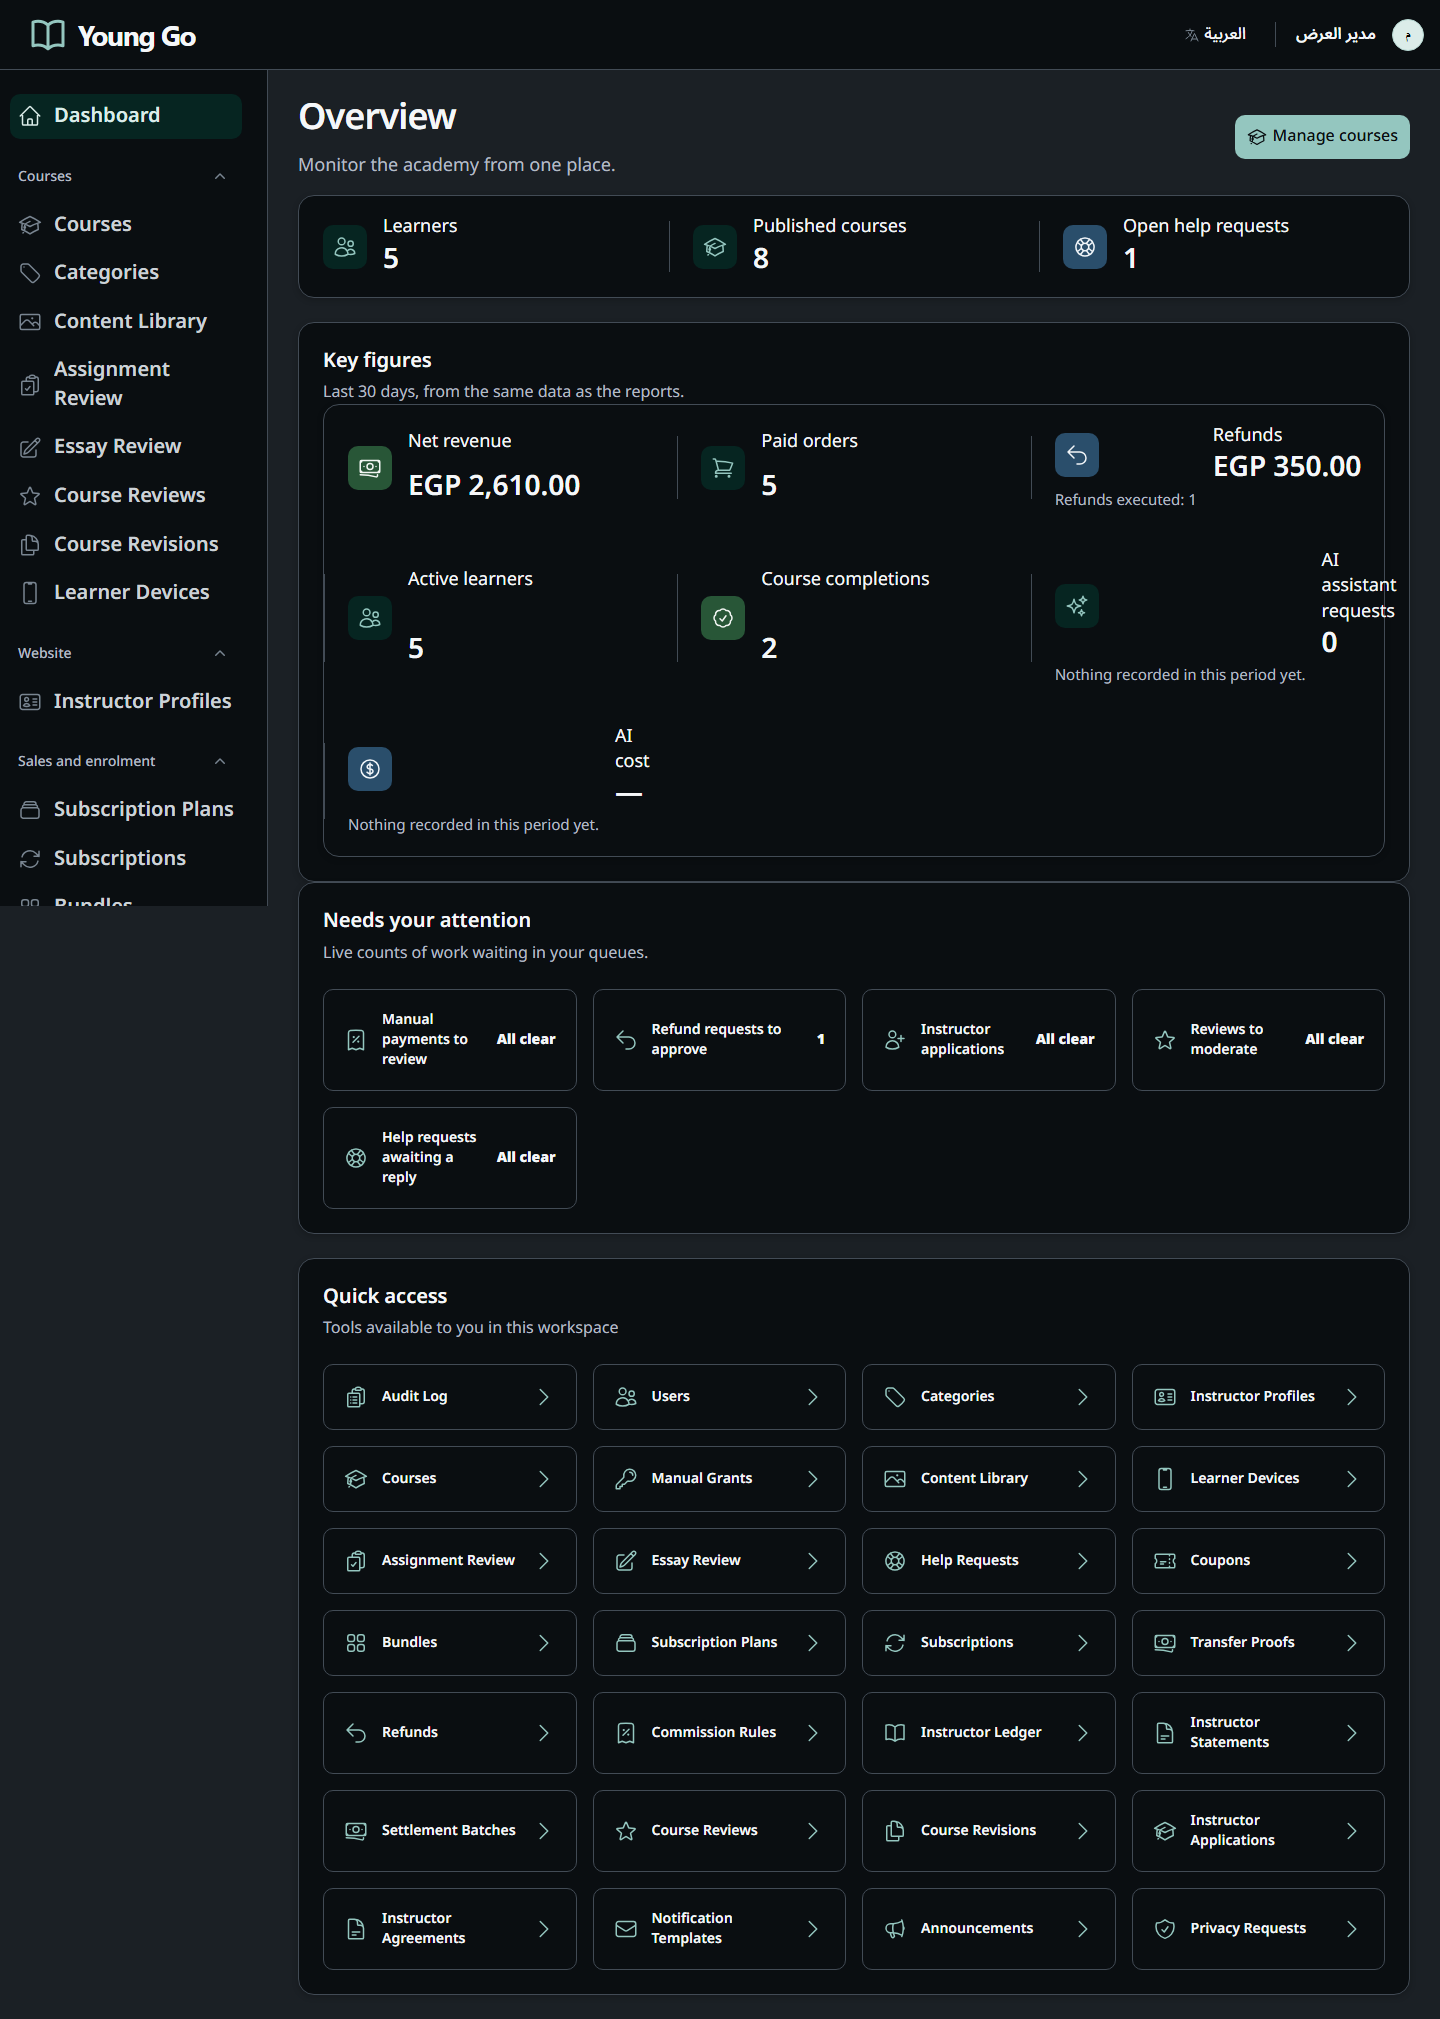 Young Go
العربية
مدير العرض
م
Dashboard
Courses
Courses
Categories
Content Library
Assignment
Review
Essay Review
Course Reviews
Course Revisions
Learner Devices
Website
Instructor Profiles
Sales and enrolment
Subscription Plans
Subscriptions
Bundles
Overview
Monitor the academy from one place.
Manage courses
Learners
5
Published courses
8
Open help requests
1
Key figures
Last 30 days, from the same data as the reports.
Net revenue
EGP 2,610.00
Paid orders
5
Refunds
EGP 350.00
Refunds executed: 1
Active learners
5
Course completions
2
AI
assistant
requests
0
Nothing recorded in this period yet.
AI
cost
—
Nothing recorded in this period yet.
Needs your attention
Live counts of work waiting in your queues.
Manual
payments to
review
All clear
Refund requests to
approve
1
Instructor
applications
All clear
Reviews to
moderate
All clear
Help requests
awaiting a
reply
All clear
Quick access
Tools available to you in this workspace
Audit Log
Users
Categories
Instructor Profiles
Courses
Manual Grants
Content Library
Learner Devices
Assignment Review
Essay Review
Help Requests
Coupons
Bundles
Subscription Plans
Subscriptions
Transfer Proofs
Refunds
Commission Rules
Instructor Ledger
Instructor
Statements
Settlement Batches
Course Reviews
Course Revisions
Instructor
Applications
Instructor
Agreements
Notification
Templates
Announcements
Privacy Requests